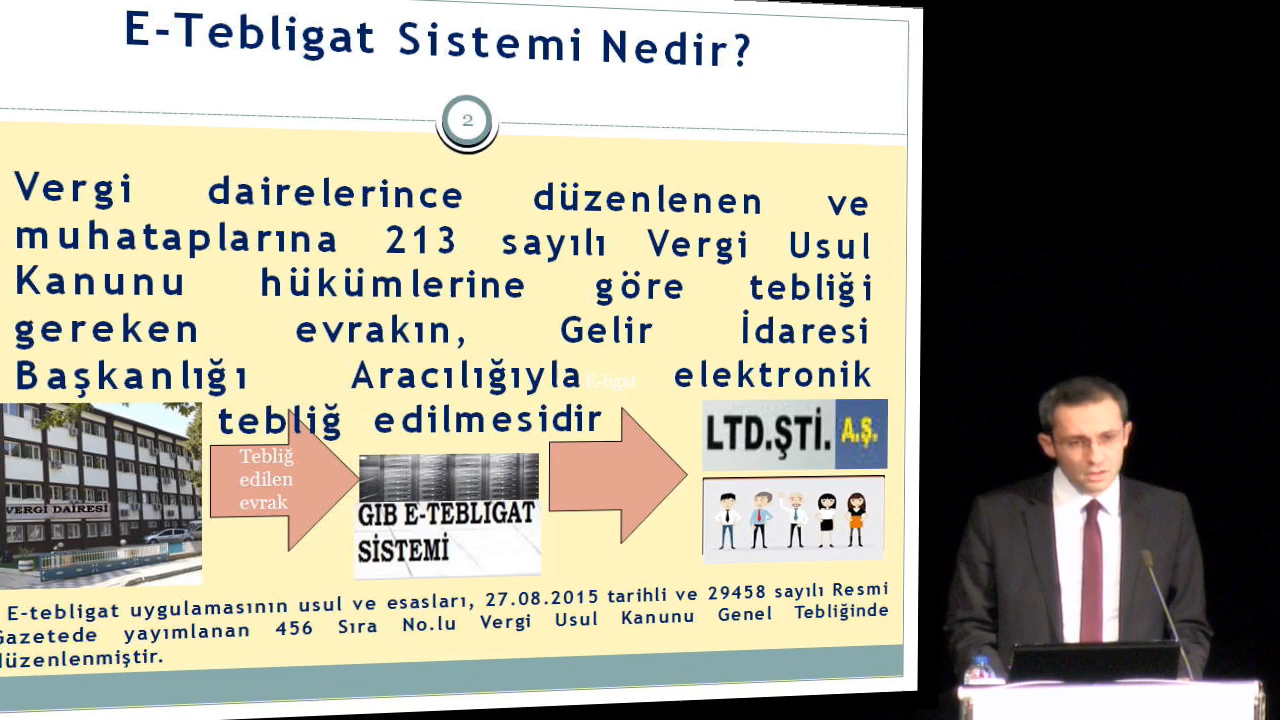 E-Tebligat Sistemi Nedir?
2
Vergi dairelerince düzenlenen ve
muhataplarına 213 sayılı Vergi Usul
Kanunu hükümlerine göre tebliği
gereken evrakın, Gelir İdaresi
Başkanlığı Aracılığıyla elektronik
tebliğ edilmesidir
E-ligat
VERGİ DAİRESİ
Tebliğ
edilen
evrak
GIB E-TEBLIGAT
SİSTEMİ
LTD.ŞTİ. A.Ş.
E-tebligat uygulamasının usul ve esasları, 27.08.2015 tarihli ve 29458 sayılı Resmi
Gazetede yayımlanan 456 Sıra No.lu Vergi Usul Kanunu Genel Tebliğinde
düzenlenmiştir.